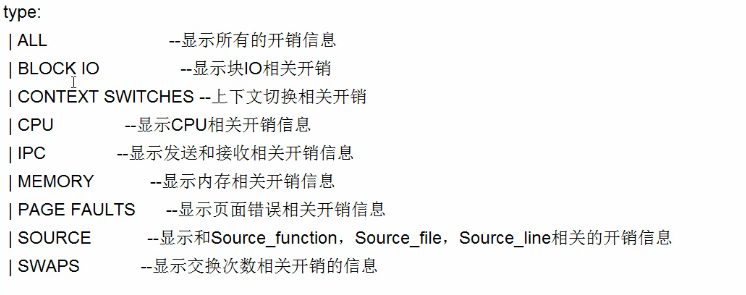 type:
| ALL --显示所有的开销信息
| BLOCK IO --显示块IO相关开销
| CONTEXT SWITCHES --上下文切换相关开销
| CPU --显示CPU相关开销信息
| IPC --显示发送和接收相关开销信息
| MEMORY --显示内存相关开销信息
| PAGE FAULTS --显示页面错误相关开销信息
| SOURCE --显示和Source_function，Source_file，Source_line相关的开销信息
| SWAPS --显示交换次数相关开销的信息